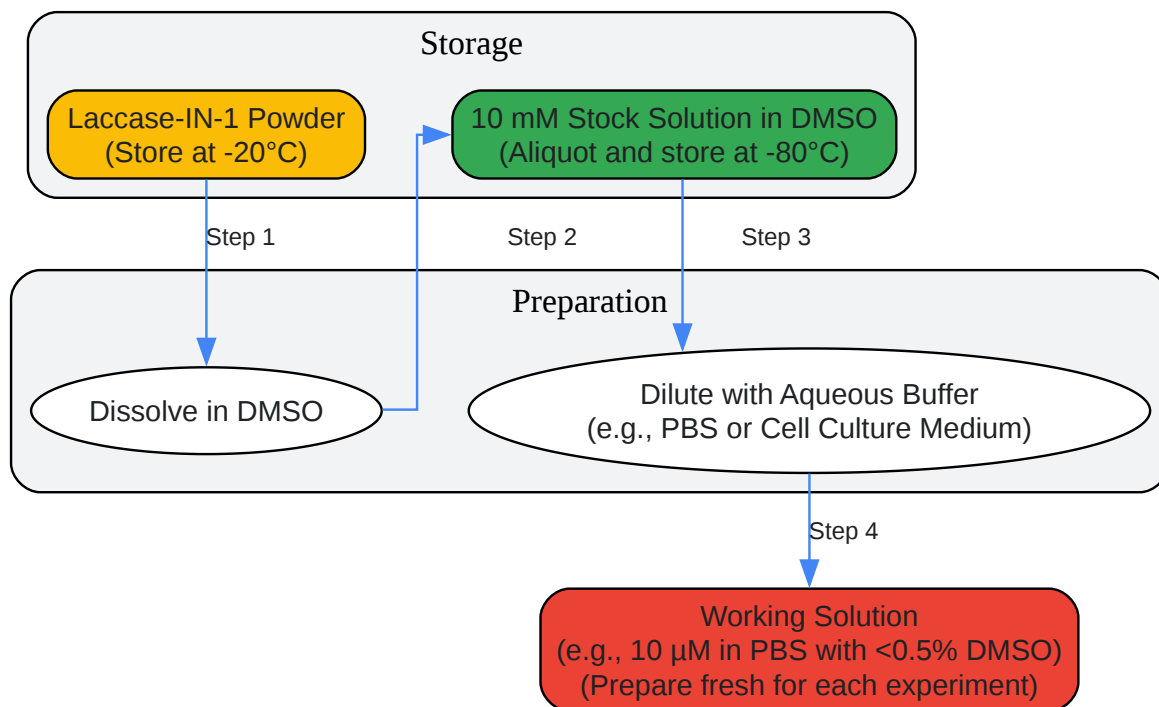 Storage
Laccase-IN-1 Powder
(Store at -20°C)
10 mM Stock Solution in DMSO
(Aliquot and store at -80°C)
Step 1
Step 2
Step 3
Preparation
Dissolve in DMSO
Dilute with Aqueous Buffer
(e.g., PBS or Cell Culture Medium)
Step 4
Working Solution
(e.g., 10 µM in PBS with <0.5% DMSO)
(Prepare fresh for each experiment)